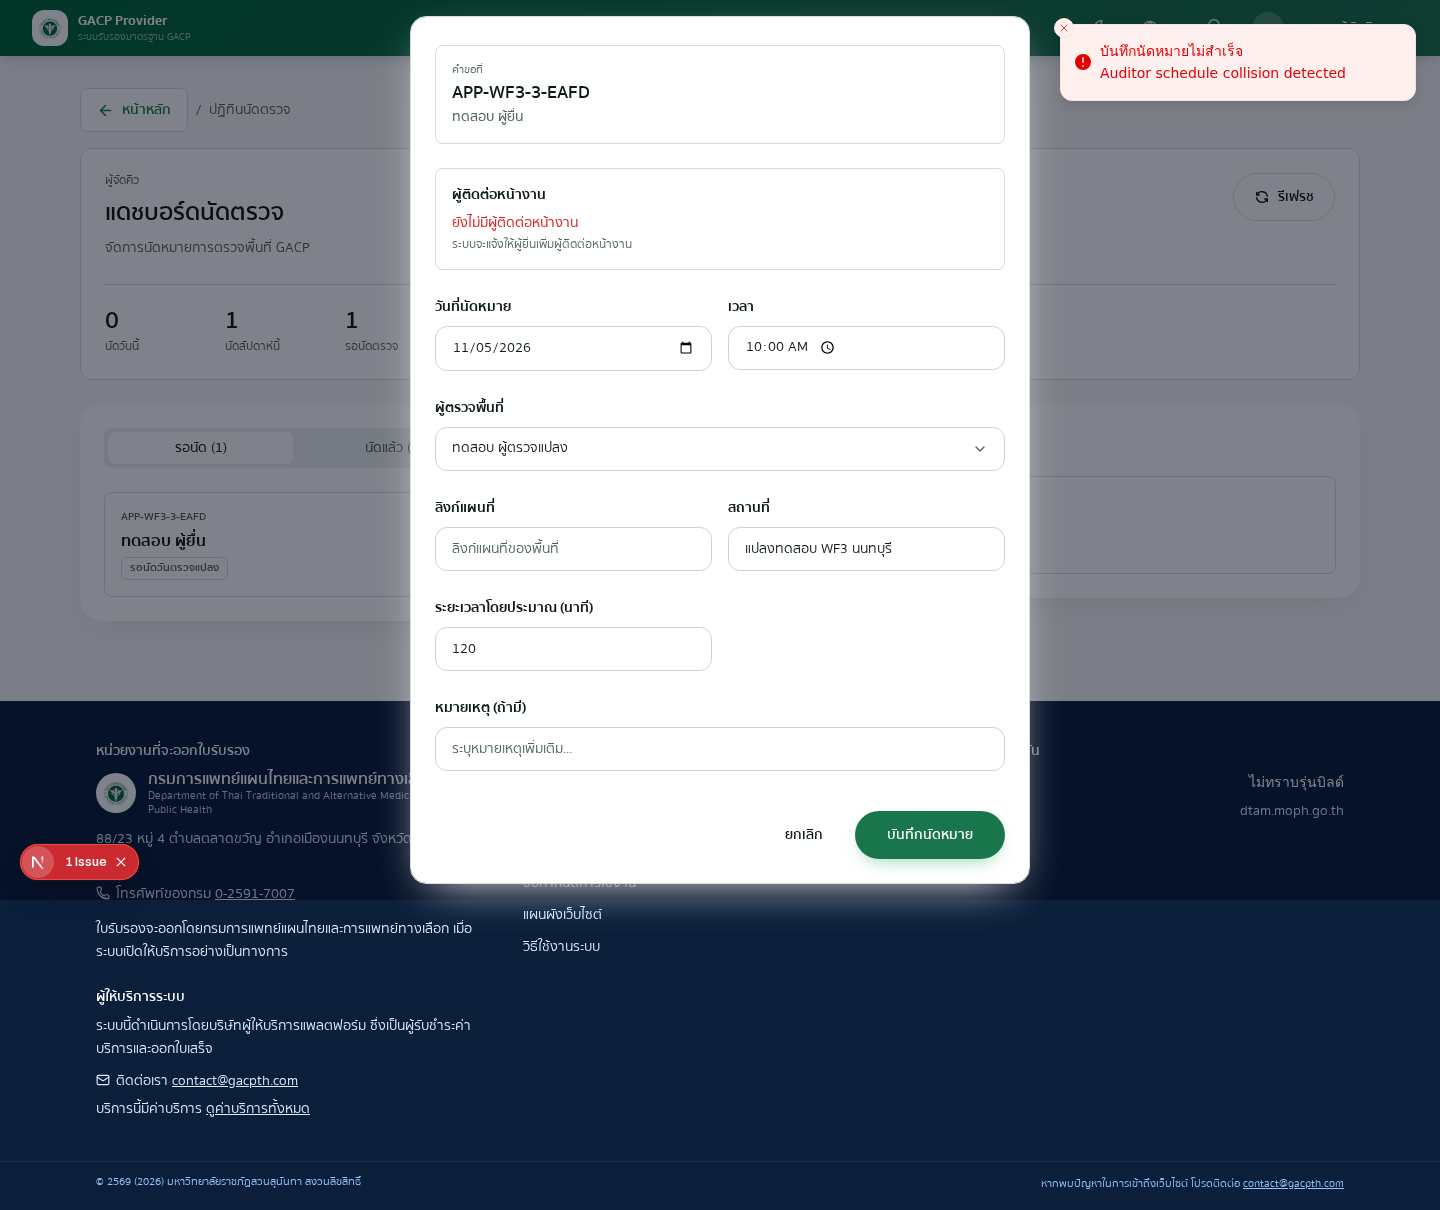 GACP Provider
ระบบรับรองมาตรฐาน GACP
บันทึกนัดหมายไม่สำเร็จ
Auditor schedule collision detected
หน้าหลัก
/ ปฏิทินนัดตรวจ
ผู้จัดคิว
แดชบอร์ดนัดตรวจ
จัดการนัดหมายการตรวจพื้นที่ GACP
รีเฟรช
0
นัดวันนี้
1
นัดสัปดาห์นี้
1
รอนัดตรวจ
รอนัด (1)
นัดแล้ว (
APP-WF3-3-EAFD
ทดสอบ ผู้ยื่น
รอนัดวันตรวจแปลง
คำขอที่
APP-WF3-3-EAFD
ทดสอบ ผู้ยื่น
ผู้ติดต่อหน้างาน
ยังไม่มีผู้ติดต่อหน้างาน
ระบบจะแจ้งให้ผู้ยื่นเพิ่มผู้ติดต่อหน้างาน
วันที่นัดหมาย
เวลา
11/05/2026
10:00 AM
ผู้ตรวจพื้นที่
ทดสอบ ผู้ตรวจแปลง
ลิงก์แผนที่
สถานที่
ลิงก์แผนที่ของพื้นที่
แปลงทดสอบ WF3 นนทบุรี
ระยะเวลาโดยประมาณ (นาที)
120
หมายเหตุ (ถ้ามี)
ระบุหมายเหตุเพิ่มเติม...
ยกเลิก
บันทึกนัดหมาย
หน่วยงานที่จะออกใบรับรอง
กรมการแพทย์แผนไทยและการแพทย์ทางเ
Department of Thai Traditional and Alternative Medic
Public Health
88/23 หมู่ 4 ตำบลตลาดขวัญ อำเภอเมืองนนทบุรี จังหวัด
โทรศัพท์ของกรม 0-2591-7007
ไม่ทราบรุ่นบิลด์
dtam.moph.go.th
1 Issue
แผนผังเว็บไซต์
วิธีใช้งานระบบ
ใบรับรองจะออกโดยกรมการแพทย์แผนไทยและการแพทย์ทางเลือก เมื่อ
ระบบเปิดให้บริการอย่างเป็นทางการ
ผู้ให้บริการระบบ
ระบบนี้ดำเนินการโดยบริษัทผู้ให้บริการแพลตฟอร์ม ซึ่งเป็นผู้รับชำระค่า
บริการและออกใบเสร็จ
ติดต่อเรา contact@gacpth.com
บริการนี้มีค่าบริการ ดูค่าบริการทั้งหมด
© 2569 (2026) มหาวิทยาลัยราชภัฏสวนสุนันทา สงวนลิขสิทธิ์
หากพบปัญหาในการเข้าถึงเว็บไซต์ โปรดติดต่อ contact@gacpth.com